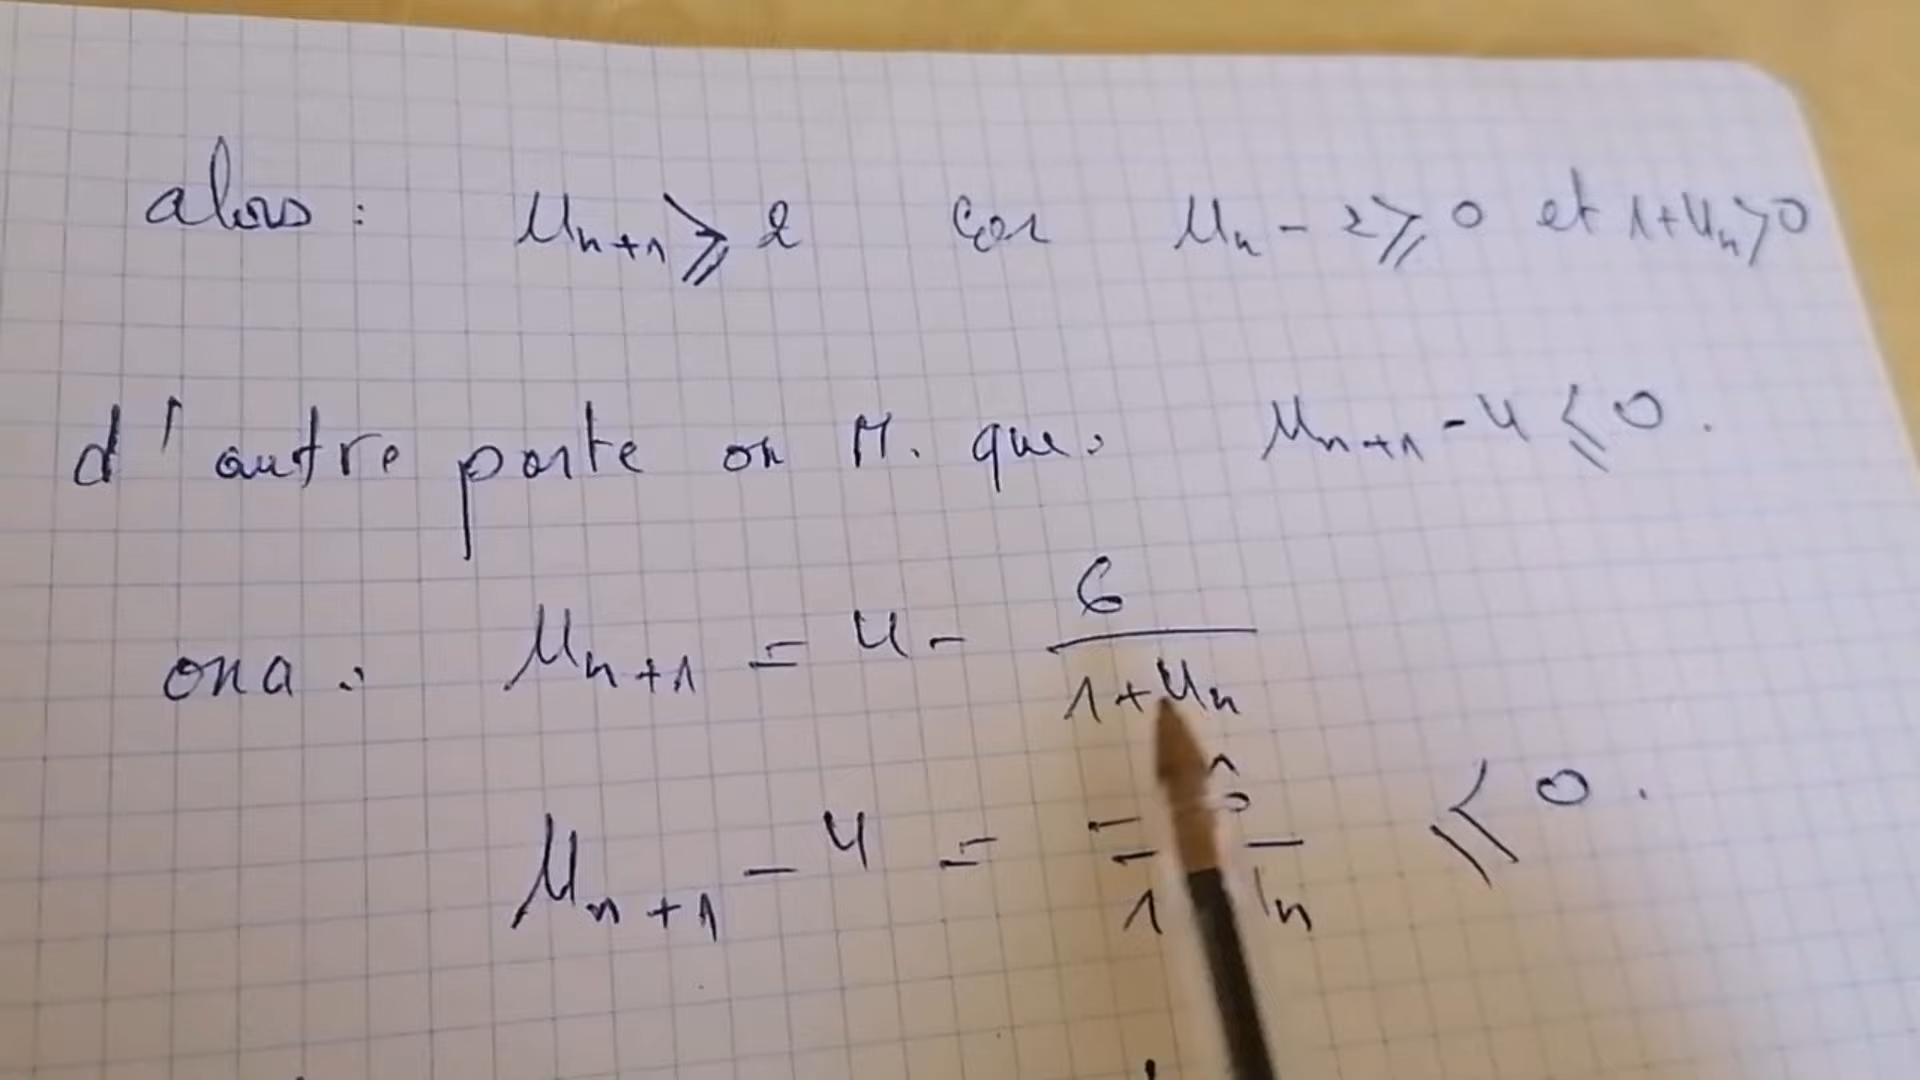 alors : Un+1 ⩾ 2 car Un - 2 ⩾ 0 et 1+Un > 0
d'autre parte on M. que. Un+1 - 4 ⩽ 0.
ona : Un+1 = 4 - 6/(1+Un)
Un+1 - 4 = ⩽ 0.